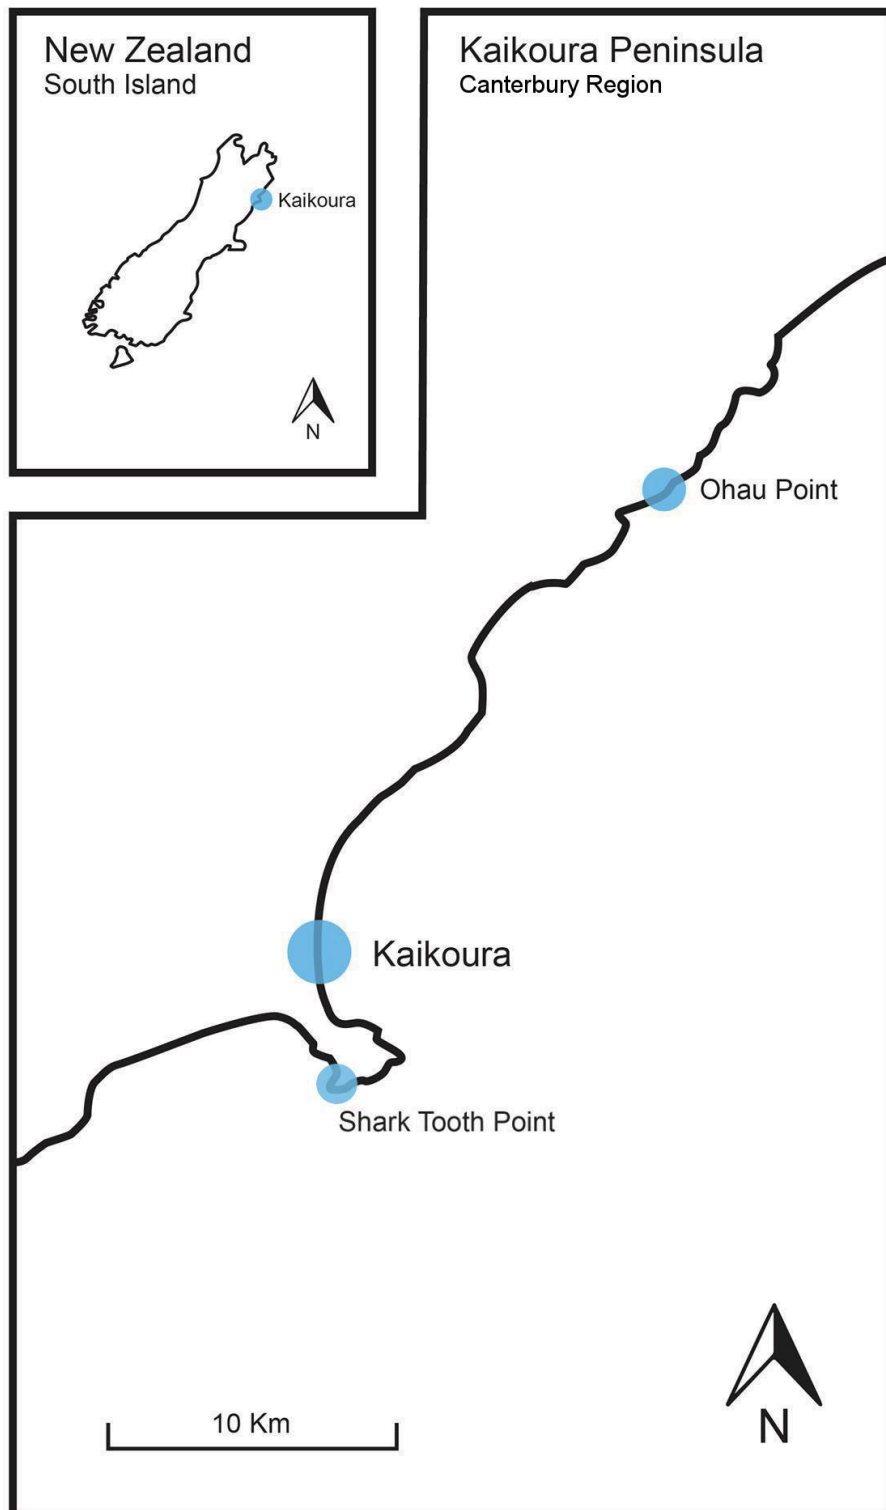 New Zealand
South Island
Kaikoura
N
Kaikoura Peninsula
Canterbury Region
Ohau Point
Kaikoura
Shark Tooth Point
10 Km
N